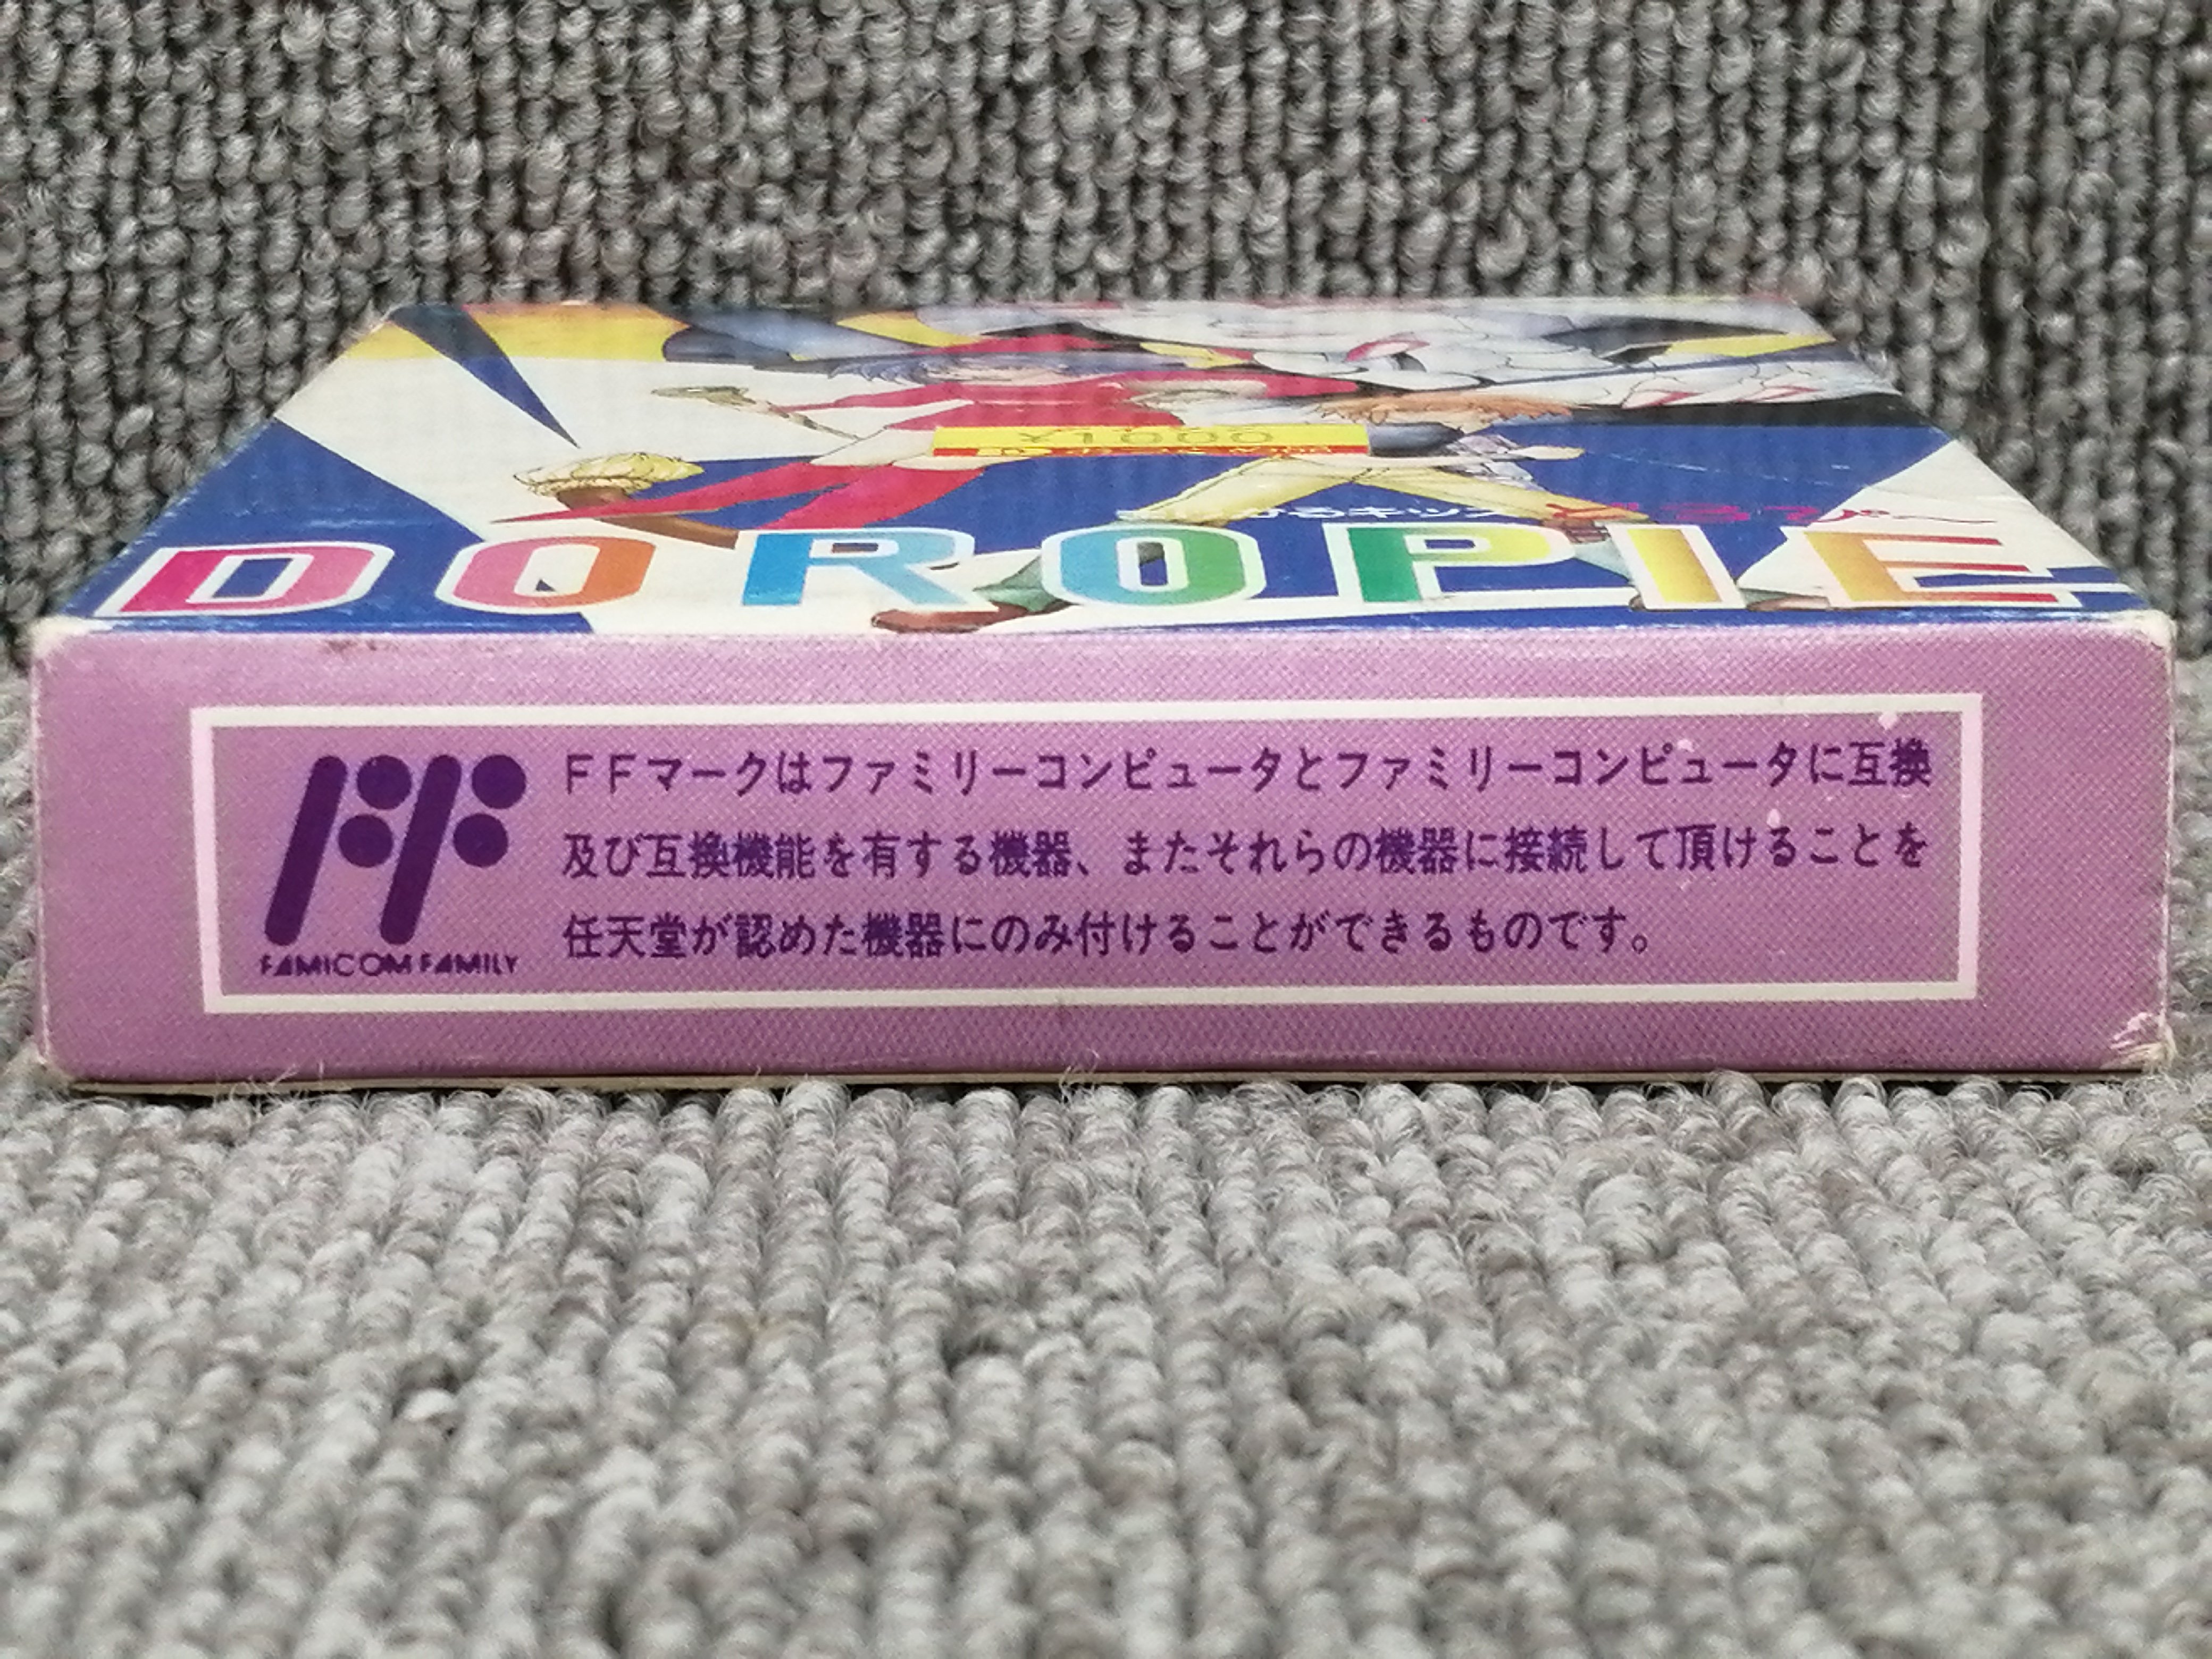 ¥1000
DOROPIE
FFマークはファミリーコンピュータとファミリーコンピュータに互換
及び互換機能を有する機器、またそれらの機器に接続して頂けることを
任天堂が認めた機器にのみ付けることができるものです。
FAMICOM FAMILY